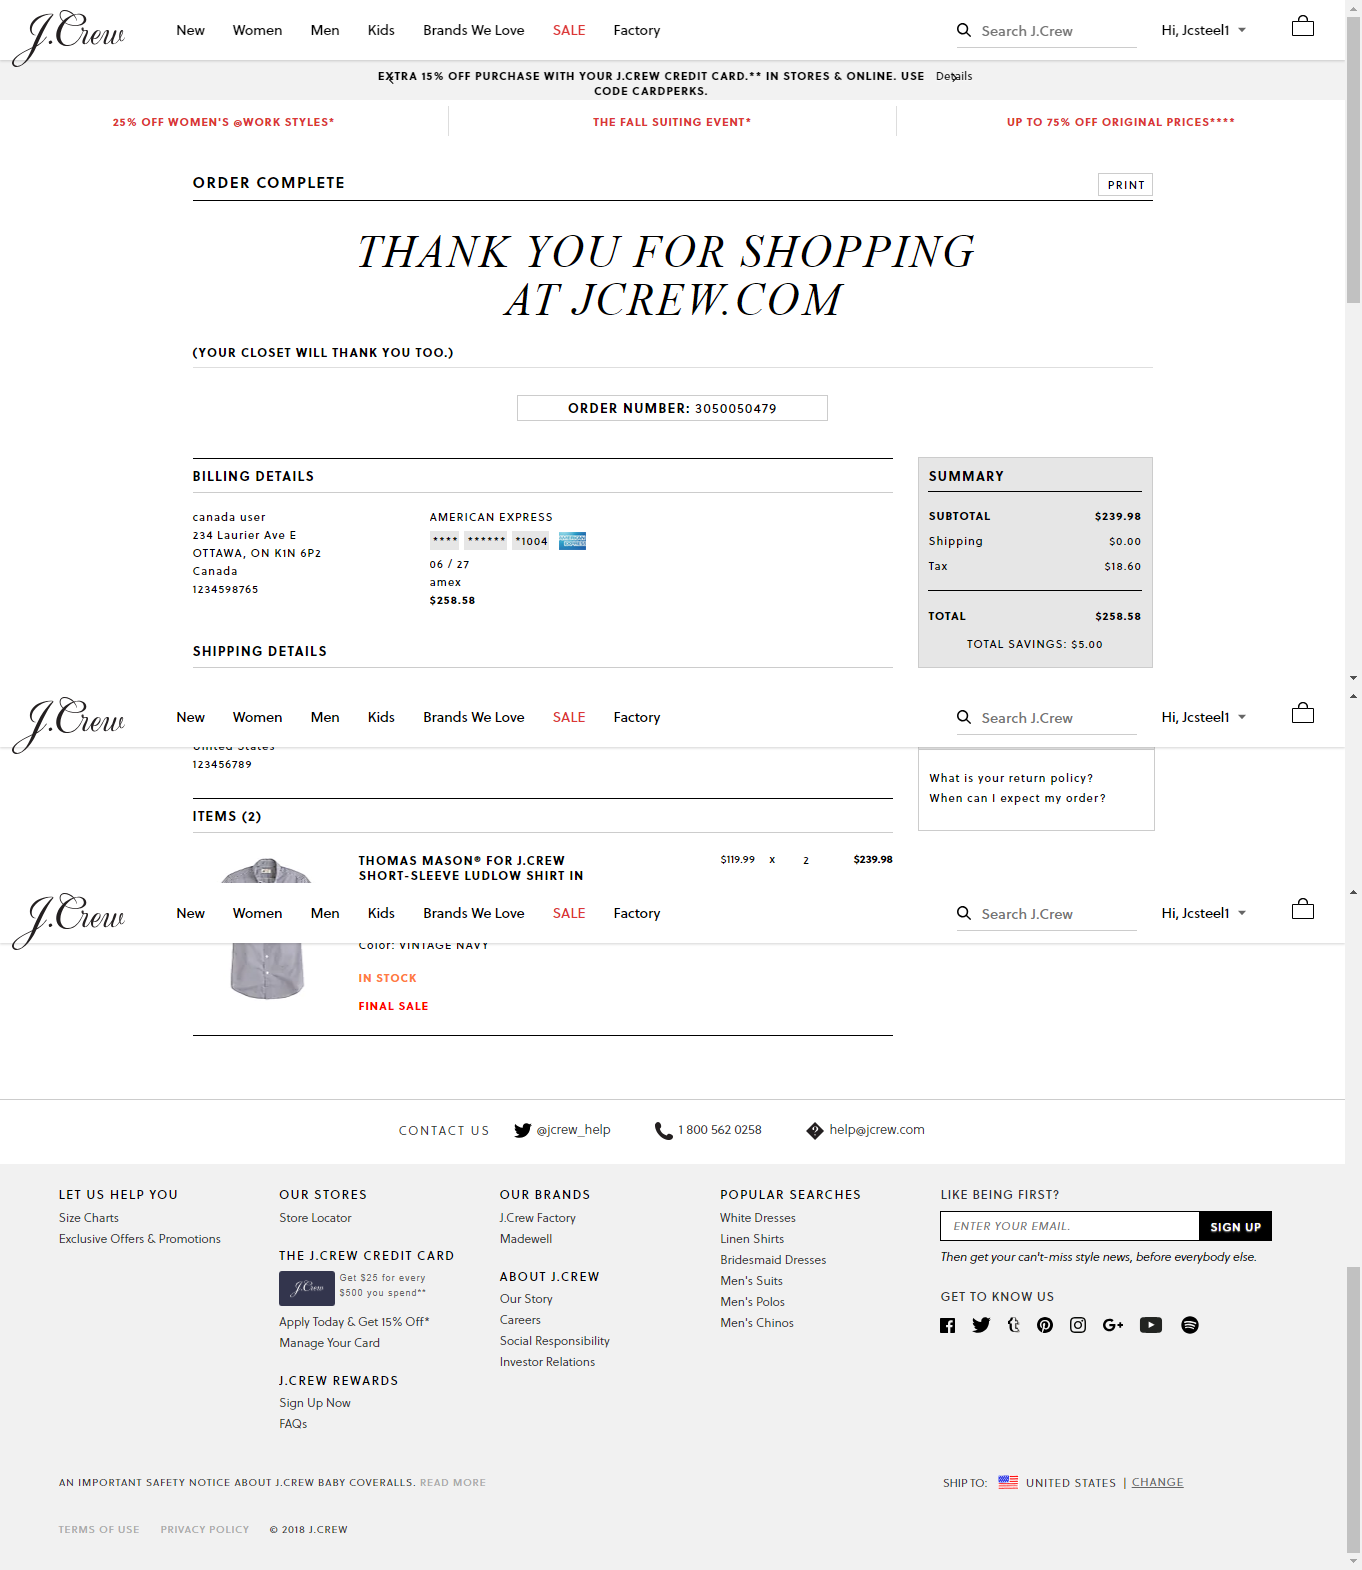 J.Crew New Women Men Kids Brands We Love SALE Factory Search J.Crew Hi, Jcsteel1
EXTRA 15% OFF PURCHASE WITH YOUR J.CREW CREDIT CARD.** IN STORES & ONLINE. USE Details
CODE CARDPERKS.
25% OFF WOMEN'S @WORK STYLES* THE FALL SUITING EVENT* UP TO 75% OFF ORIGINAL PRICES****
ORDER COMPLETE PRINT
THANK YOU FOR SHOPPING
AT JCREW.COM
(YOUR CLOSET WILL THANK YOU TOO.)
ORDER NUMBER: 3050050479
BILLING DETAILS
canada user
234 Laurier Ave E
OTTAWA, ON K1N 6P2
Canada
1234598765
AMERICAN EXPRESS
**** ****** *1004 AMERICAN EXPRESS
06 / 27
amex
$258.58
SUMMARY
SUBTOTAL $239.98
Shipping $0.00
Tax $18.60
TOTAL $258.58
TOTAL SAVINGS: $5.00
SHIPPING DETAILS
J.Crew New Women Men Kids Brands We Love SALE Factory Search J.Crew Hi, Jcsteel1
United States
123456789
What is your return policy?
When can I expect my order?
ITEMS (2)
THOMAS MASON® FOR J.CREW $119.99 x 2 $239.98
SHORT-SLEEVE LUDLOW SHIRT IN
J.Crew New Women Men Kids Brands We Love SALE Factory Search J.Crew Hi, Jcsteel1
Color: VINTAGE NAVY
IN STOCK
FINAL SALE
CONTACT US @jcrew_help 1 800 562 0258 help@jcrew.com
LET US HELP YOU
Size Charts
Exclusive Offers & Promotions
OUR STORES
Store Locator
THE J.CREW CREDIT CARD
J.Crew Get $25 for every
$500 you spend**
Apply Today & Get 15% Off*
Manage Your Card
J.CREW REWARDS
Sign Up Now
FAQs
OUR BRANDS
J.Crew Factory
Madewell
ABOUT J.CREW
Our Story
Careers
Social Responsibility
Investor Relations
POPULAR SEARCHES
White Dresses
Linen Shirts
Bridesmaid Dresses
Men's Suits
Men's Polos
Men's Chinos
LIKE BEING FIRST?
ENTER YOUR EMAIL. SIGN UP
Then get your can't-miss style news, before everybody else.
GET TO KNOW US
AN IMPORTANT SAFETY NOTICE ABOUT J.CREW BABY COVERALLS. READ MORE
SHIP TO: UNITED STATES | CHANGE
TERMS OF USE PRIVACY POLICY © 2018 J.CREW